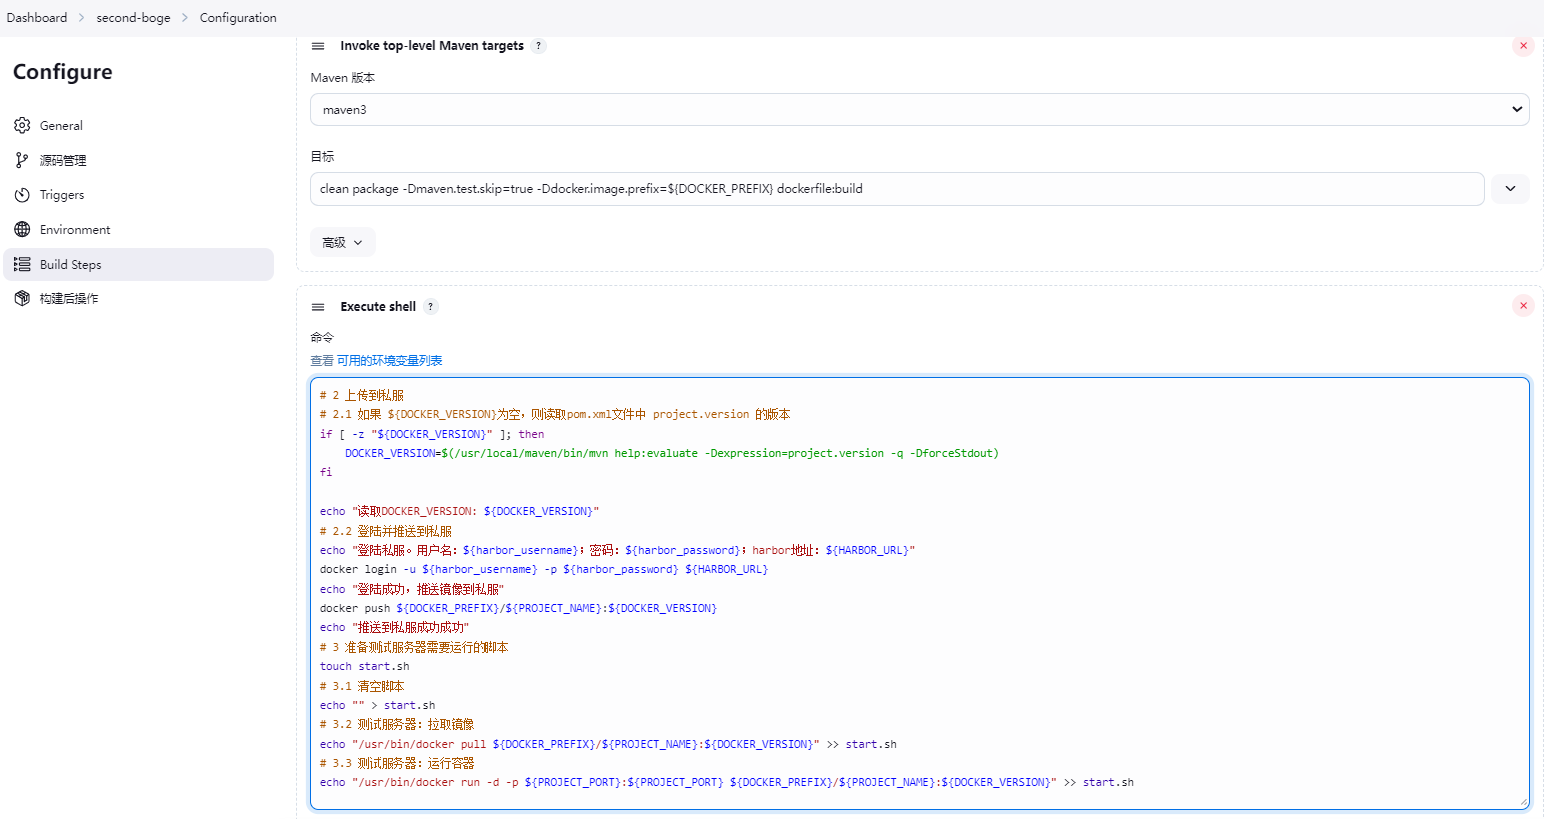 Dashboard > second-boge > Configuration
Configure
General
源码管理
Triggers
Environment
Build Steps
构建后操作
Invoke top-level Maven targets ?
Maven 版本
maven3
目标
clean package -Dmaven.test.skip=true -Ddocker.image.prefix=${DOCKER_PREFIX} dockerfile:build
高级
Execute shell ?
命令
查看 可用的环境变量列表
# 2 上传到私服
# 2.1 如果 ${DOCKER_VERSION}为空，则读取pom.xml文件中 project.version 的版本
if [ -z "${DOCKER_VERSION}" ]; then
    DOCKER_VERSION=$(/usr/local/maven/bin/mvn help:evaluate -Dexpression=project.version -q -DforceStdout)
fi
echo "读取DOCKER_VERSION: ${DOCKER_VERSION}"
# 2.2 登陆并推送到私服
echo "登陆私服。用户名：${harbor_username}；密码：${harbor_password}；harbor地址：${HARBOR_URL}"
docker login -u ${harbor_username} -p ${harbor_password} ${HARBOR_URL}
echo "登陆成功，推送镜像到私服"
docker push ${DOCKER_PREFIX}/${PROJECT_NAME}:${DOCKER_VERSION}
echo "推送到私服成功成功"
# 3 准备测试服务器需要运行的脚本
touch start.sh
# 3.1 清空脚本
echo "" > start.sh
# 3.2 测试服务器：拉取镜像
echo "/usr/bin/docker pull ${DOCKER_PREFIX}/${PROJECT_NAME}:${DOCKER_VERSION}" >> start.sh
# 3.3 测试服务器：运行容器
echo "/usr/bin/docker run -d -p ${PROJECT_PORT}:${PROJECT_PORT} ${DOCKER_PREFIX}/${PROJECT_NAME}:${DOCKER_VERSION}" >> start.sh